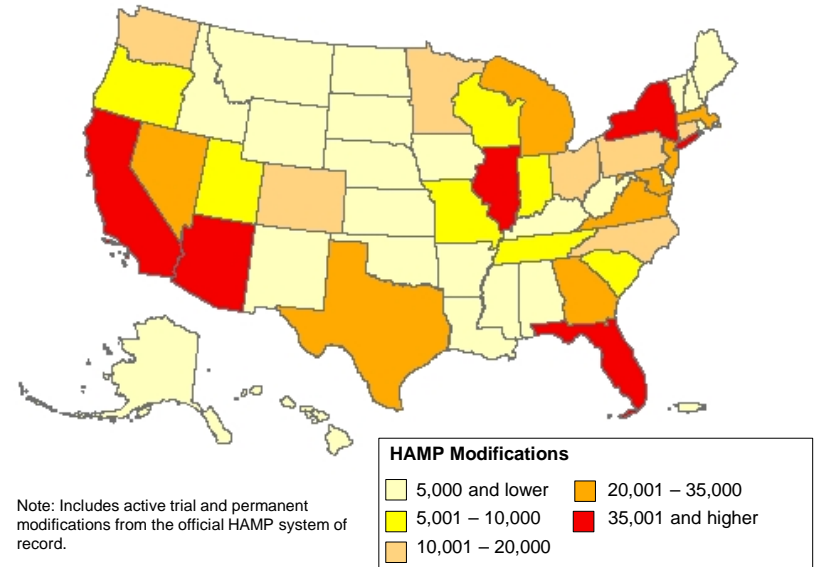 HAMP Modifications
5,000 and lower
20,001 – 35,000
5,001 – 10,000
35,001 and higher
10,001 – 20,000
Note: Includes active trial and permanent
modifications from the official HAMP system of
record.